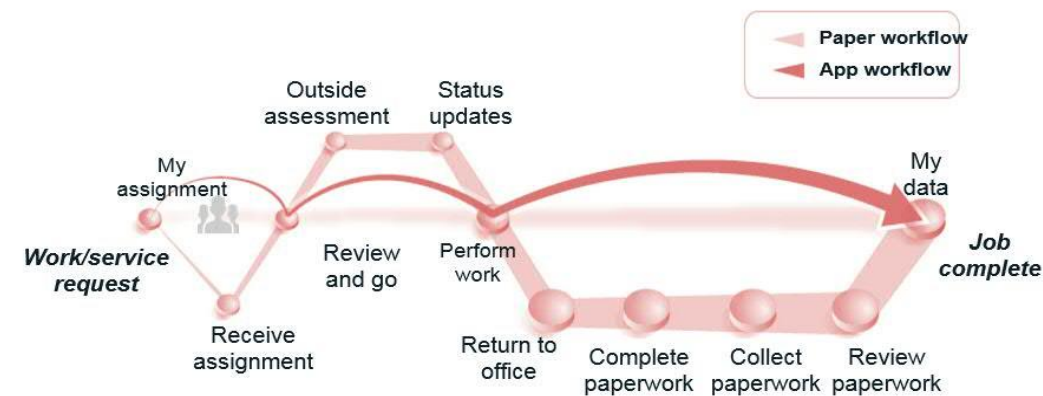 Paper workflow
App workflow
Outside
assessment
Status
updates
My
assignment
My
data
Work/service
request
Review
and go
Perform
work
Job
complete
Receive
assignment
Return to
office
Complete
paperwork
Collect
paperwork
Review
paperwork